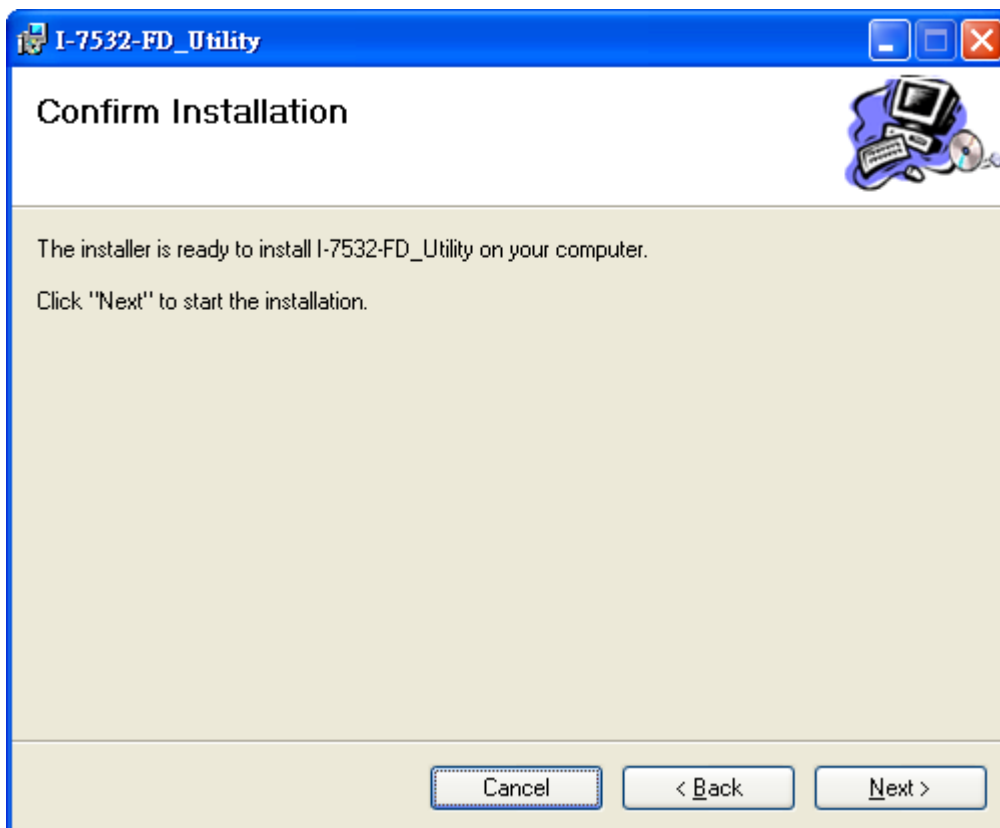 I-7532-FD_Utility
Confirm Installation
The installer is ready to install I-7532-FD_Utility on your computer.
Click "Next" to start the installation.
Cancel
< Back
Next >